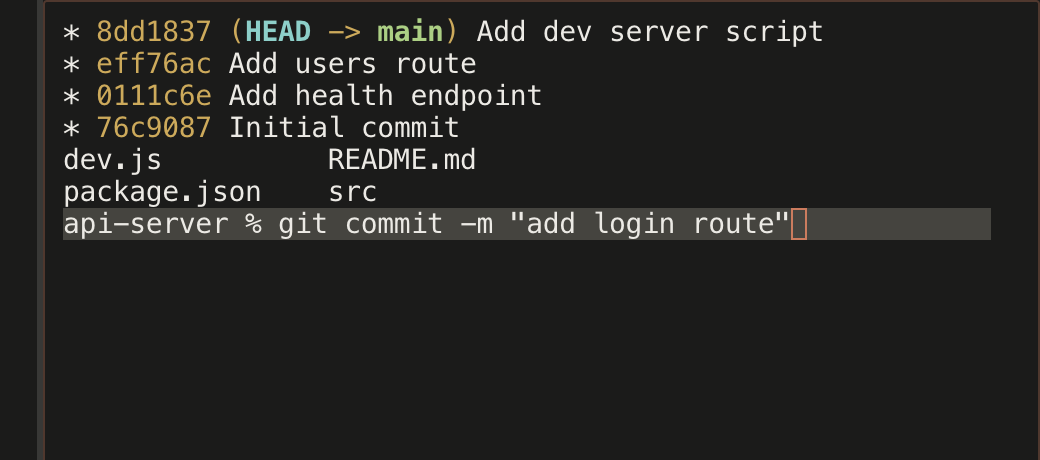 * 8dd1837 (HEAD -> main) Add dev server script
* eff76ac Add users route
* 0111c6e Add health endpoint
* 76c9087 Initial commit
dev.js README.md
package.json src
api-server % git commit -m "add login route"